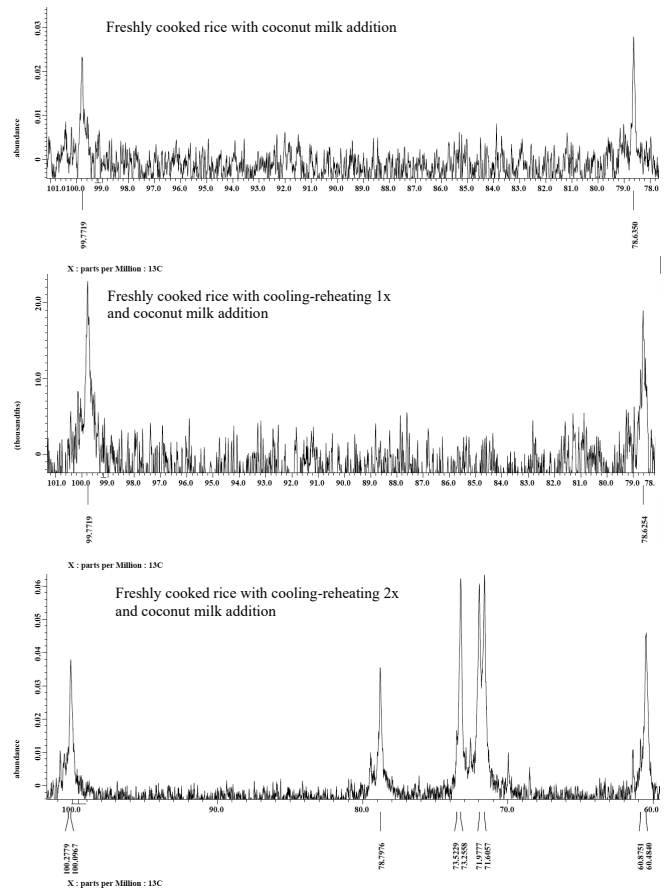 Freshly cooked rice with coconut milk addition
0.03
0.02
0.01
0
abundance
101.0100.0 99.0 98.0 97.0 96.0 95.0 94.0 93.0 92.0 91.0 90.0 89.0 88.0 87.0 86.0 85.0 84.0 83.0 82.0 81.0 80.0 79.0 78.0
99.7719 78.6350
X : parts per Million : 13C
Freshly cooked rice with cooling-reheating 1x
and coconut milk addition
20.0
10.0
0
(thousandths)
101.0 100.0 99.0 98.0 97.0 96.0 95.0 94.0 93.0 92.0 91.0 90.0 89.0 88.0 87.0 86.0 85.0 84.0 83.0 82.0 81.0 80.0 79.0 78.
99.7719 78.6254
X : parts per Million : 13C
Freshly cooked rice with cooling-reheating 2x
and coconut milk addition
0.06
0.05
0.04
0.03
0.02
0.01
0
abundance
100.0 90.0 80.0 70.0 60.0
100.2779 100.0967 78.7976 73.5229 73.2558 71.9777 71.6057 60.8751 60.4840
X : parts per Million : 13C